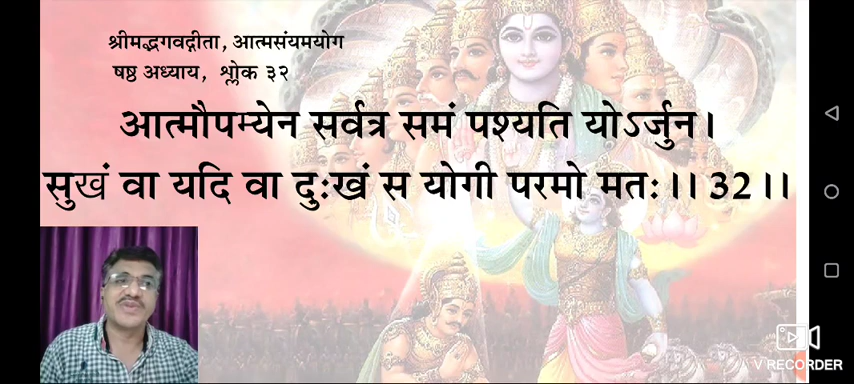 श्रीमद्भगवद्गीता, आत्मसंयमयोग
षष्ठ अध्याय, श्लोक ३२
आत्मौपम्येन सर्वत्र समं पश्यति योऽर्जुन।
सुखं वा यदि वा दुःखं स योगी परमो मतः।। 32।।
V RECORDER